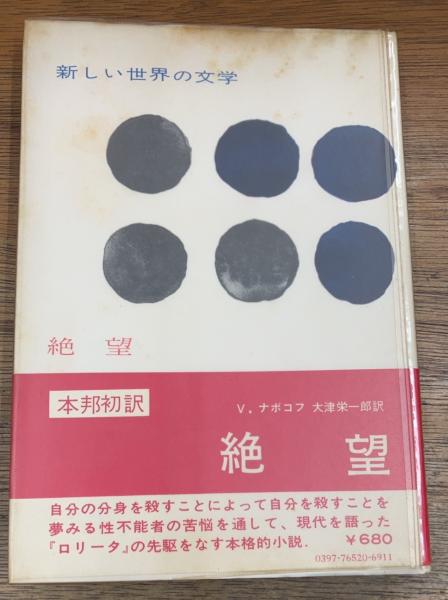 新しい世界の文学
絶望
本邦初訳
V. ナボコフ 大津栄一郎訳
絶望
自分の分身を殺すことによって自分を殺すことを
夢みる性不能者の苦悩を通して、現代を語った
『ロリータ』の先駆をなす本格的小説. ¥680
0397-76520-6911